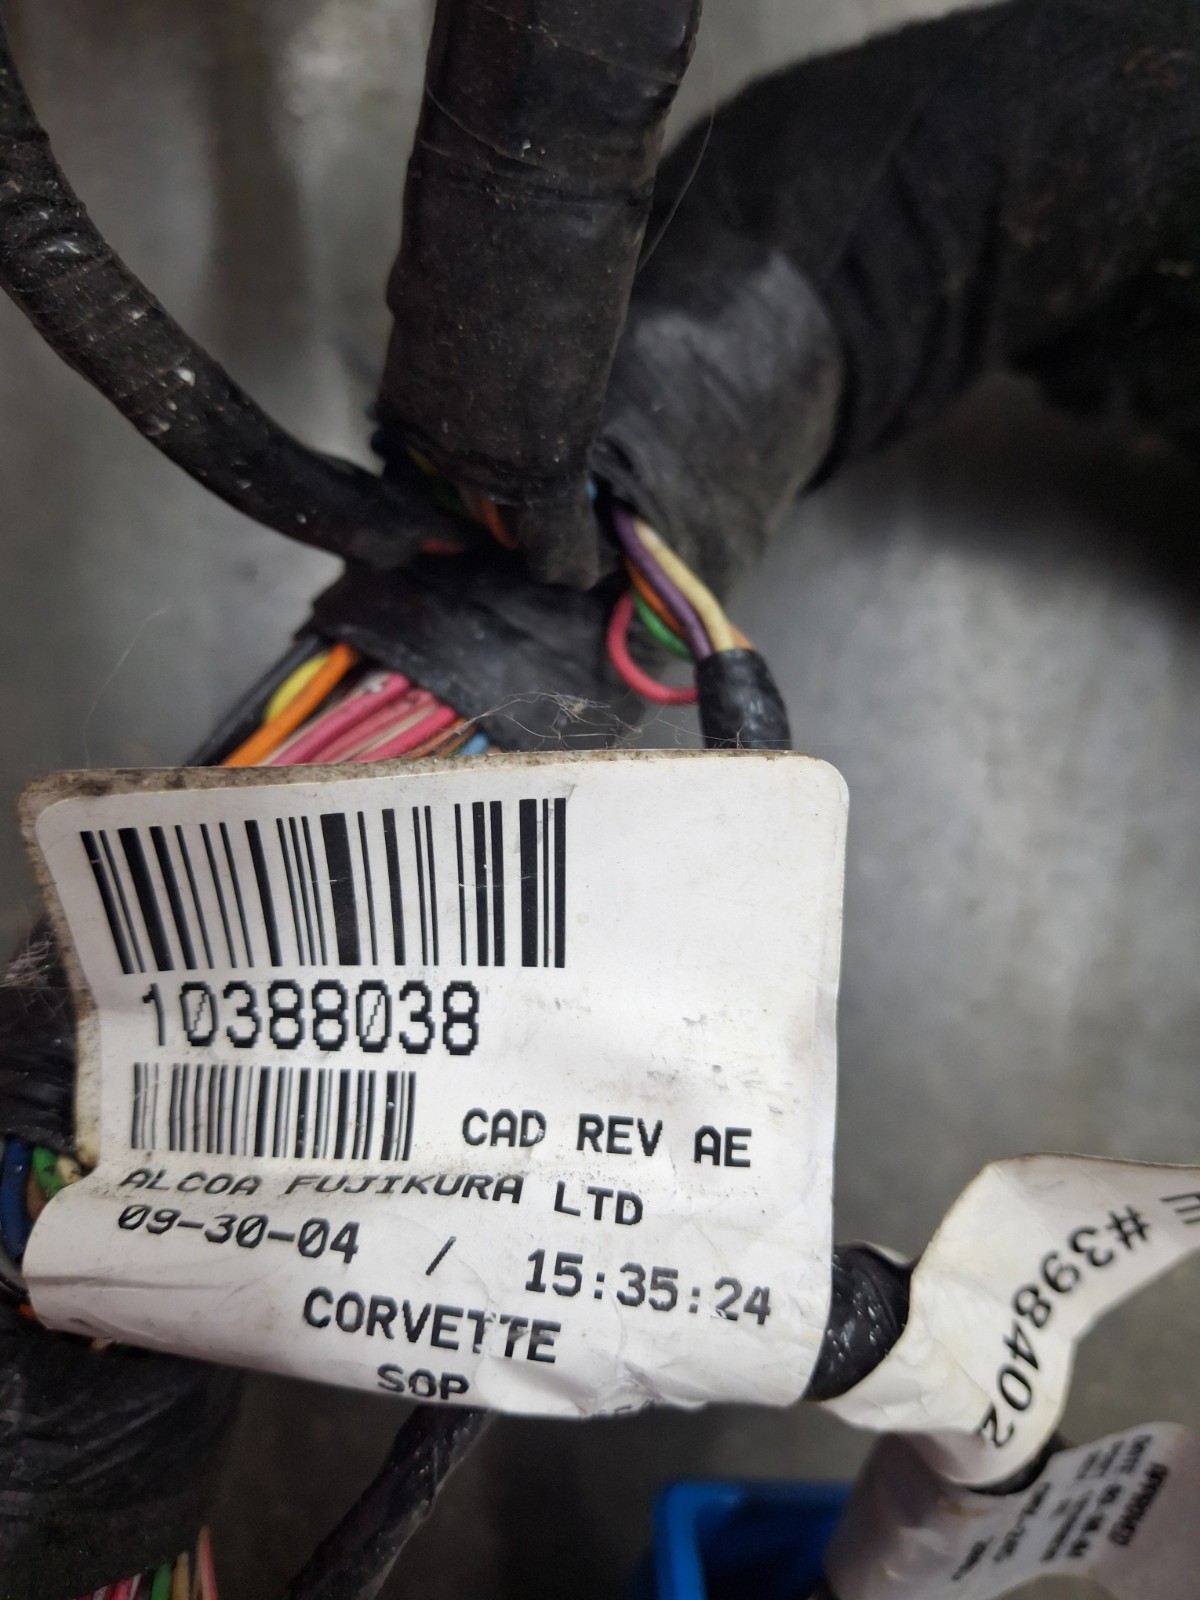 10388038
CAD REV AE
ALCOA FUJIKURA LTD
09-30-04 / 15:35:24
CORVETTE
SOP
#398402